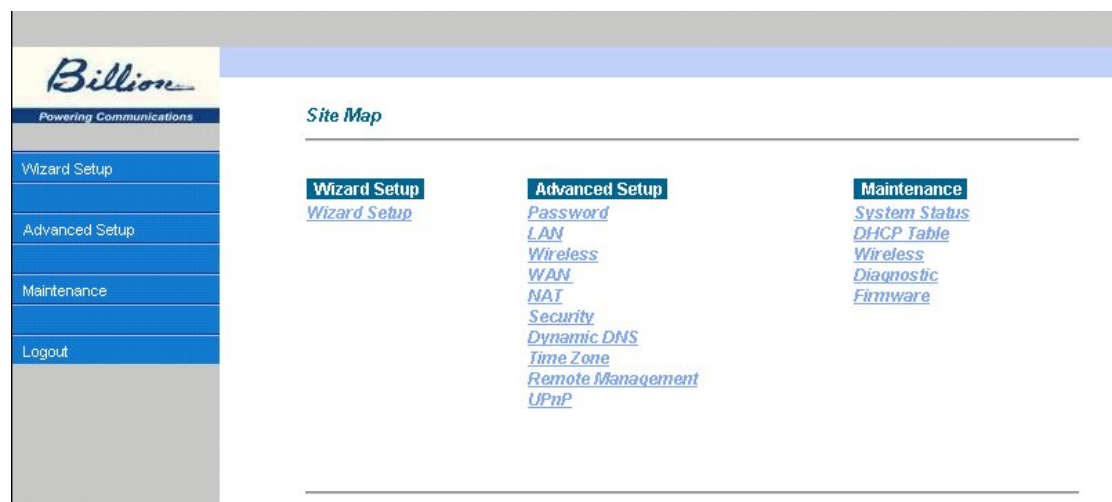 Billion
Powering Communications
Wizard Setup
Advanced Setup
Maintenance
Logout
Site Map
Wizard Setup
Wizard Setup
Advanced Setup
Password
LAN
Wireless
WAN
NAT
Security
Dynamic DNS
Time Zone
Remote Management
UPnP
Maintenance
System Status
DHCP Table
Wireless
Diagnostic
Firmware